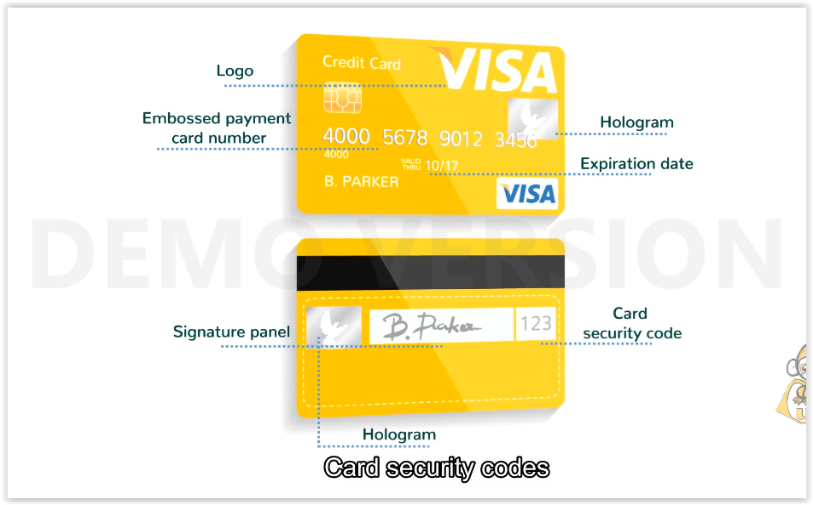 Logo
Credit Card
VISA
Embossed payment
card number
Hologram
4000 5678 9012 3456
4000
VALID
THRU 10/17
Expiration date
B. PARKER
VISA
DEMO VERSION
Signature panel
B. Parker
123
Card
security code
Hologram
Card security codes